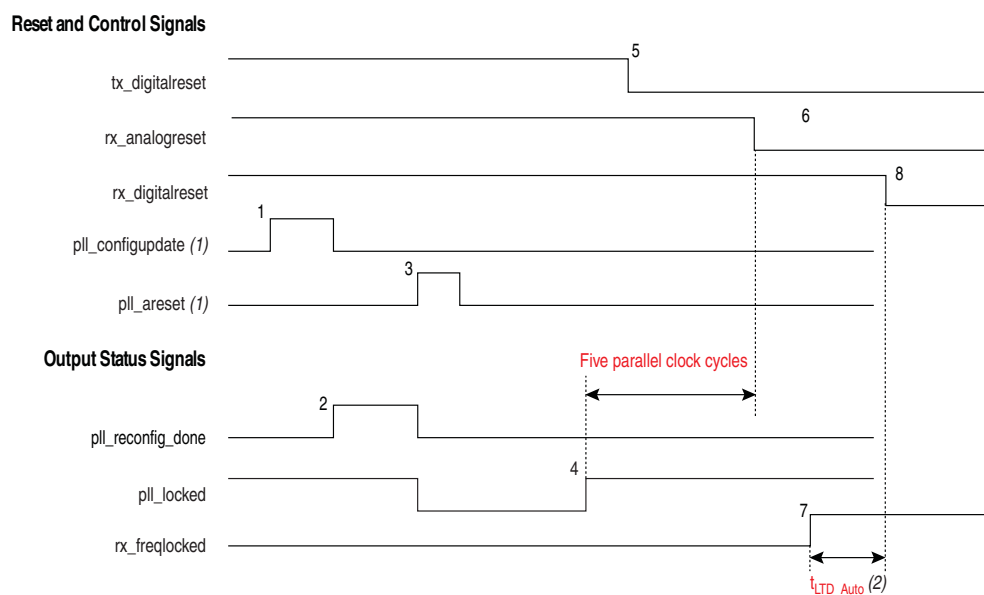 Reset and Control Signals
5
tx_digitalreset
6
rx_analogreset
rx_digitalreset
8
1
pll_configupdate (1)
3
pll_areset (1)
Output Status Signals
Five parallel clock cycles
2
pll_reconfig_done
4
pll_locked
7
rx_freqlocked
tLTD_Auto (2)